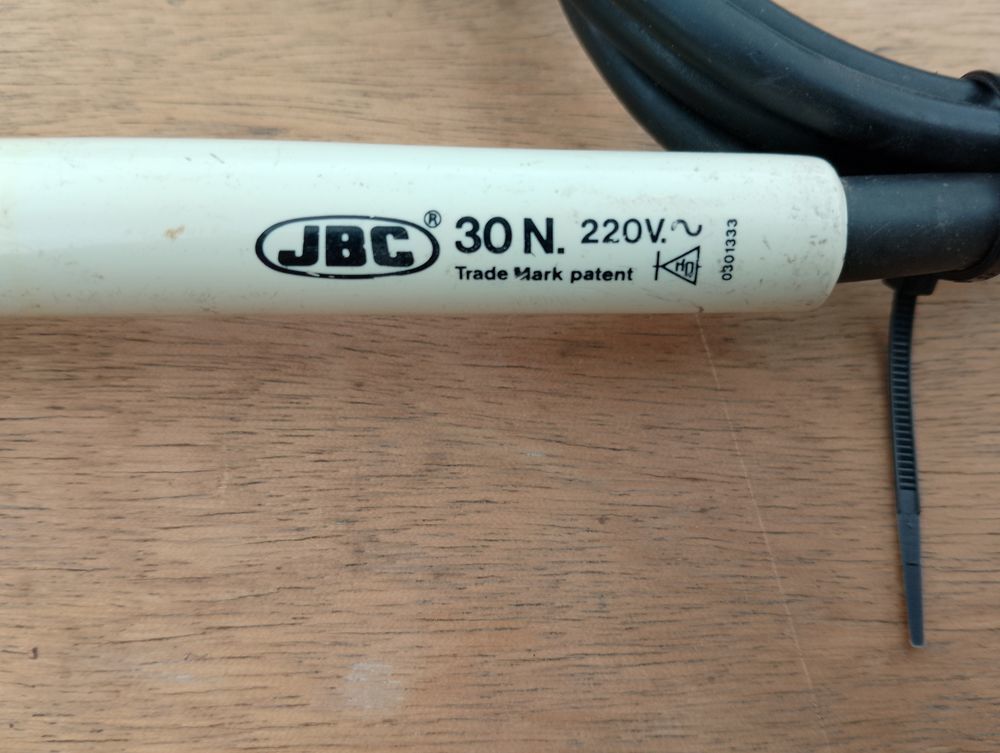 JBC® 30 N. 220V.~
Trade Mark patent
0301333